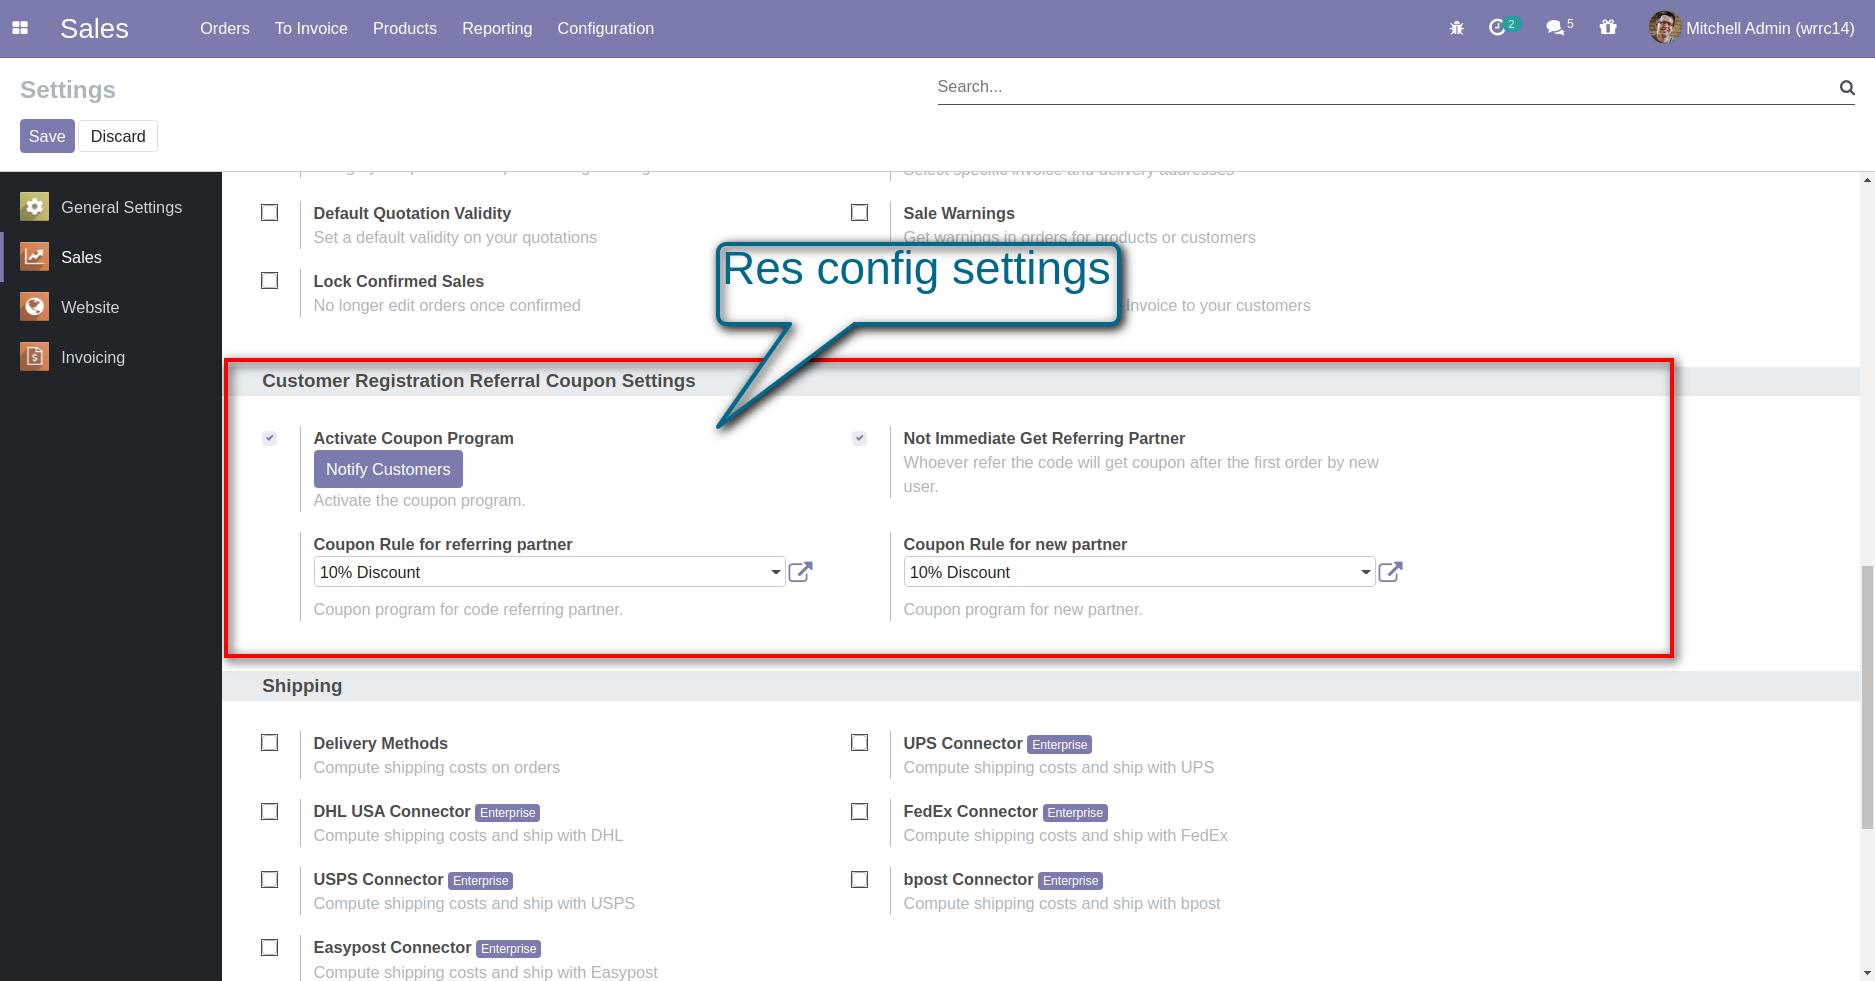 Sales Orders To Invoice Products Reporting Configuration 2 5 Mitchell Admin (wrrc14)
Settings
Search...
Save Discard
General Settings
Sales
Website
Invoicing
Select specific invoice and delivery addresses
Default Quotation Validity
Set a default validity on your quotations
Sale Warnings
Get warnings in orders for products or customers
Lock Confirmed Sales
No longer edit orders once confirmed
Invoice to your customers
Res config settings
Customer Registration Referral Coupon Settings
Activate Coupon Program
Notify Customers
Activate the coupon program.
Not Immediate Get Referring Partner
Whoever refer the code will get coupon after the first order by new
user.
Coupon Rule for referring partner
10% Discount
Coupon program for code referring partner.
Coupon Rule for new partner
10% Discount
Coupon program for new partner.
Shipping
Delivery Methods
Compute shipping costs on orders
UPS Connector Enterprise
Compute shipping costs and ship with UPS
DHL USA Connector Enterprise
Compute shipping costs and ship with DHL
FedEx Connector Enterprise
Compute shipping costs and ship with FedEx
USPS Connector Enterprise
Compute shipping costs and ship with USPS
bpost Connector Enterprise
Compute shipping costs and ship with bpost
Easypost Connector Enterprise
Compute shipping costs and ship with Easypost